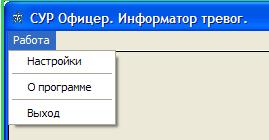 СУР Офицер. Информатор тревог.
Работа
Настройки
О программе
Выход